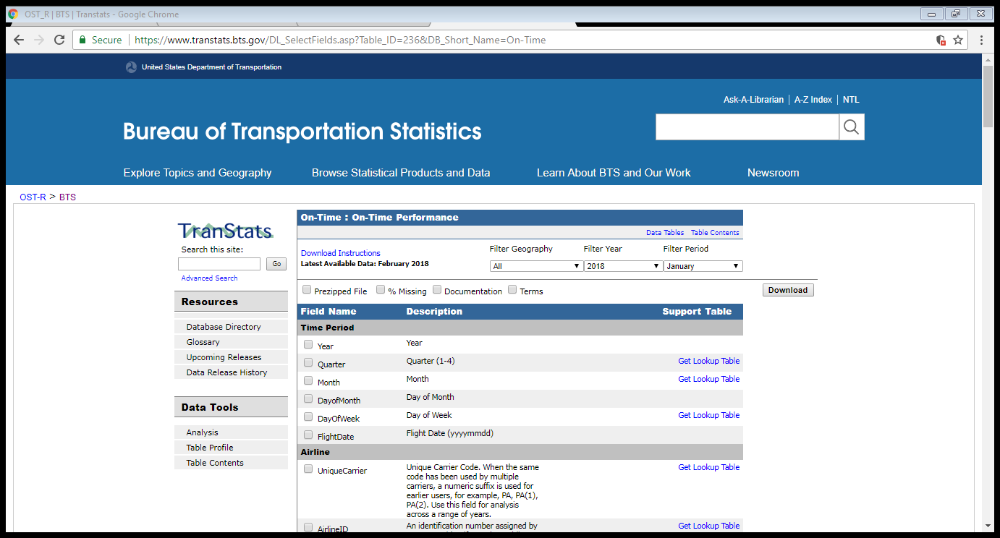 OST_R | BTS | Transtats - Google Chrome
Secure https://www.transtats.bts.gov/DL_SelectFields.asp?Table_ID=236&DB_Short_Name=On-Time
United States Department of Transportation
Ask-A-Librarian | A-Z Index | NTL
Bureau of Transportation Statistics
Explore Topics and Geography Browse Statistical Products and Data Learn About BTS and Our Work Newsroom
OST-R > BTS
TranStats
Search this site:
Go
Advanced Search
Resources
Database Directory
Glossary
Upcoming Releases
Data Release History
Data Tools
Analysis
Table Profile
Table Contents
On-Time : On-Time Performance
Data Tables Table Contents
Download Instructions
Latest Available Data: February 2018
Filter Geography Filter Year Filter Period
All 2018 January
Prezipped File % Missing Documentation Terms Download
Field Name Description Support Table
Time Period
Year Year
Quarter Quarter (1-4) Get Lookup Table
Month Month Get Lookup Table
DayofMonth Day of Month
DayOfWeek Day of Week Get Lookup Table
FlightDate Flight Date (yyyymmdd)
Airline
UniqueCarrier Unique Carrier Code. When the same Get Lookup Table
code has been used by multiple
carriers, a numeric suffix is used for
earlier users, for example, PA, PA(1),
PA(2). Use this field for analysis
across a range of years.
AirlineID An identification number assigned by Get Lookup Table